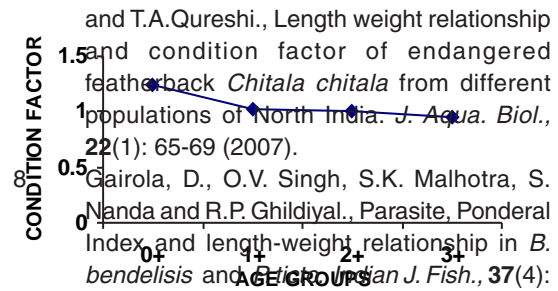 and T.A.Qureshi., Length weight relationship
and condition factor of endangered
featherback Chitala chitala from different
populations of North India. J. Aqua. Biol.,
22(1): 65-69 (2007).
8
Gairola, D., O.V. Singh, S.K. Malhotra, S.
Nanda and R.P. Ghildiyal., Parasite, Ponderal
Index and length-weight relationship in B.
bendelisis and P. ticto. Indian J. Fish., 37(4):
CONDITION FACTOR
1.5
1
0.5
0
0+ 1+ 2+ 3+
AGE GROUPS